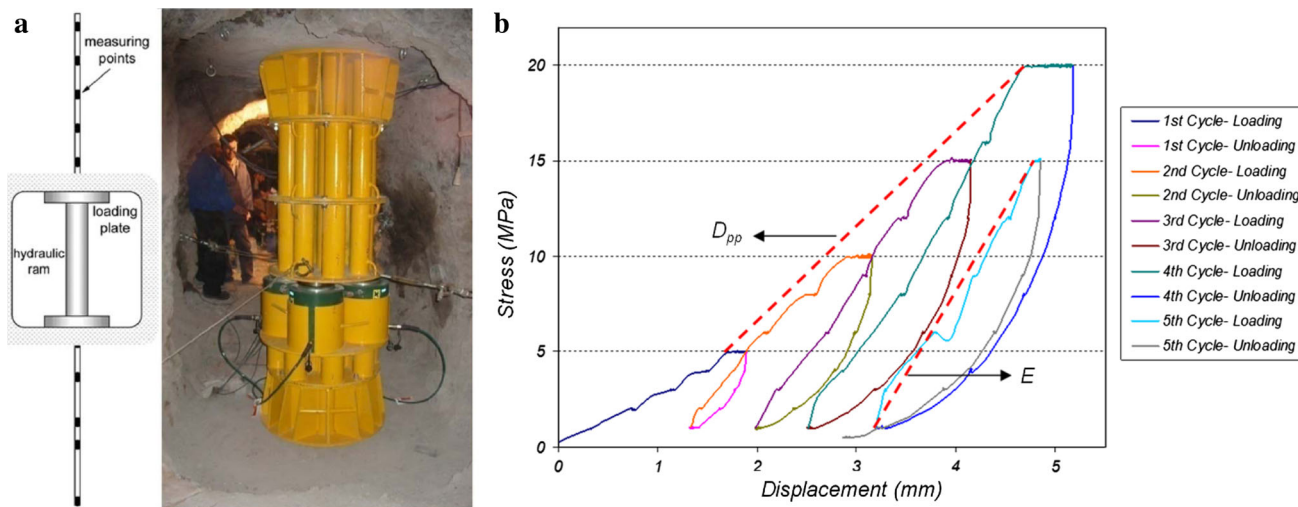 a
measuring
points
loading
plate
hydraulic
ram
b
Stress (MPa)
20
15
10
5
0
D_pp
E
0
1
2
3
4
5
Displacement (mm)
1st Cycle- Loading
1st Cycle- Unloading
2nd Cycle- Loading
2nd Cycle- Unloading
3rd Cycle- Loading
3rd Cycle- Unloading
4th Cycle- Loading
4th Cycle- Unloading
5th Cycle- Loading
5th Cycle- Unloading